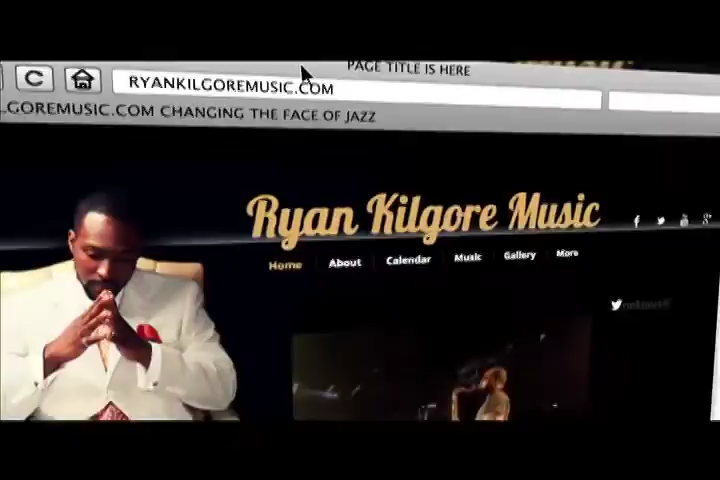 PAGE TITLE IS HERE
RYANKILGOREMUSIC.COM
.GOREMUSIC.COM CHANGING THE FACE OF JAZZ
Ryan Kilgore Music
Home About Calendar Music Gallery More